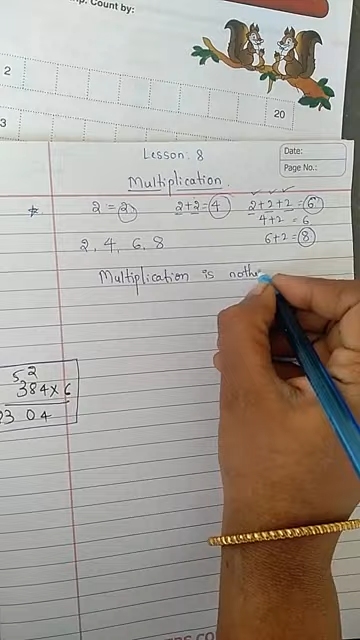 Count by:
2
20
3
Lesson: 8
Date:
Page No.:
Multiplication.
* 2 = 2. 2+2=4 2+2+2=6
4+2=6
2, 4, 6, 8 6+2=8
Multiplication is nothi
52
384×6
2304